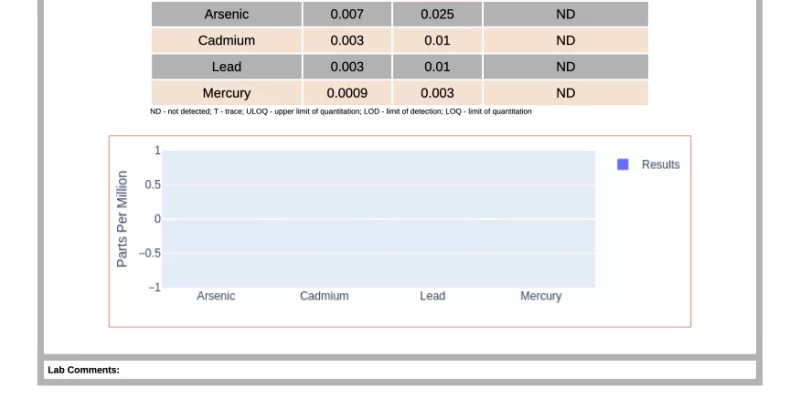 Arsenic 0.007 0.025 ND
Cadmium 0.003 0.01 ND
Lead 0.003 0.01 ND
Mercury 0.0009 0.003 ND
ND - not detected; T - trace; ULOQ - upper limit of quantitation; LOD - limit of detection; LOQ - limit of quantitation
Parts Per Million
1
0.5
0
−0.5
−1
Arsenic Cadmium Lead Mercury
Results
Lab Comments: